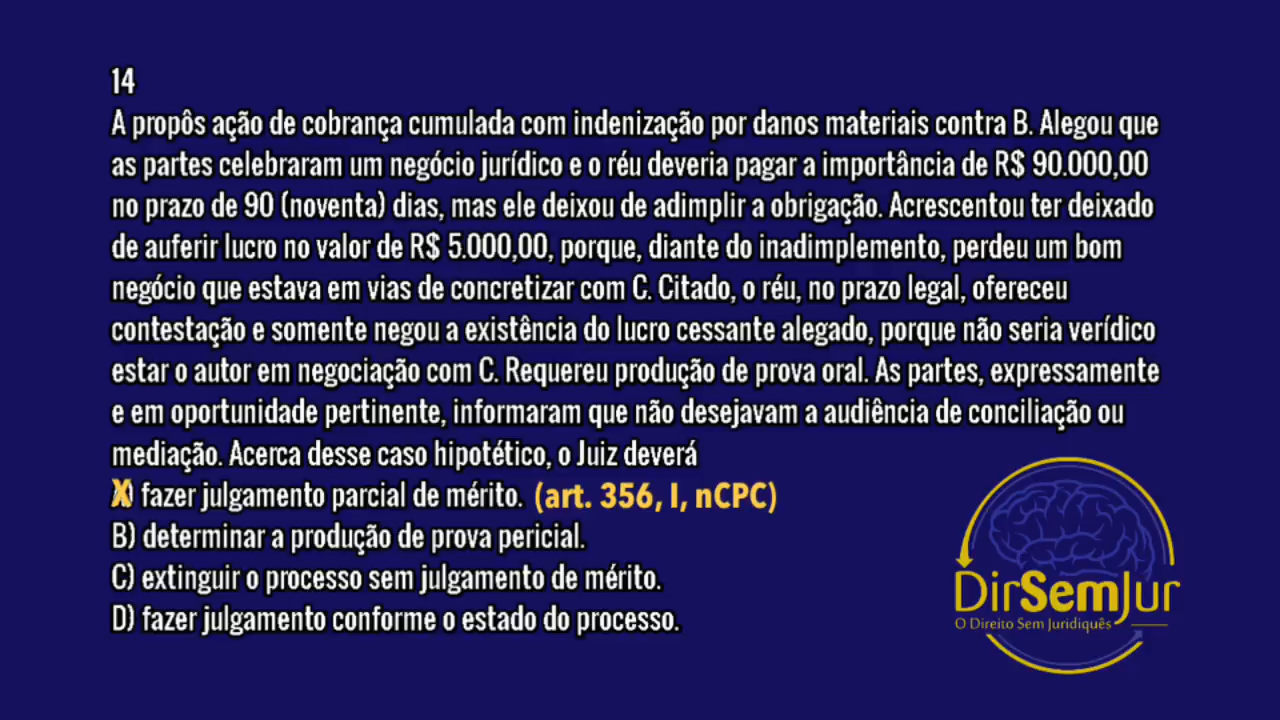 14
A propôs ação de cobrança cumulada com indenização por danos materiais contra B. Alegou que
as partes celebraram um negócio jurídico e o réu deveria pagar a importância de R$ 90.000,00
no prazo de 90 (noventa) dias, mas ele deixou de adimplir a obrigação. Acrescentou ter deixado
de auferir lucro no valor de R$ 5.000,00, porque, diante do inadimplemento, perdeu um bom
negócio que estava em vias de concretizar com C. Citado, o réu, no prazo legal, ofereceu
contestação e somente negou a existência do lucro cessante alegado, porque não seria verídico
estar o autor em negociação com C. Requereu produção de prova oral. As partes, expressamente
e em oportunidade pertinente, informaram que não desejavam a audiência de conciliação ou
mediação. Acerca desse caso hipotético, o Juiz deverá
X) fazer julgamento parcial de mérito. (art. 356, I, nCPC)
B) determinar a produção de prova pericial.
C) extinguir o processo sem julgamento de mérito.
D) fazer julgamento conforme o estado do processo.
DirSemJur
O Direito Sem Juridiquês